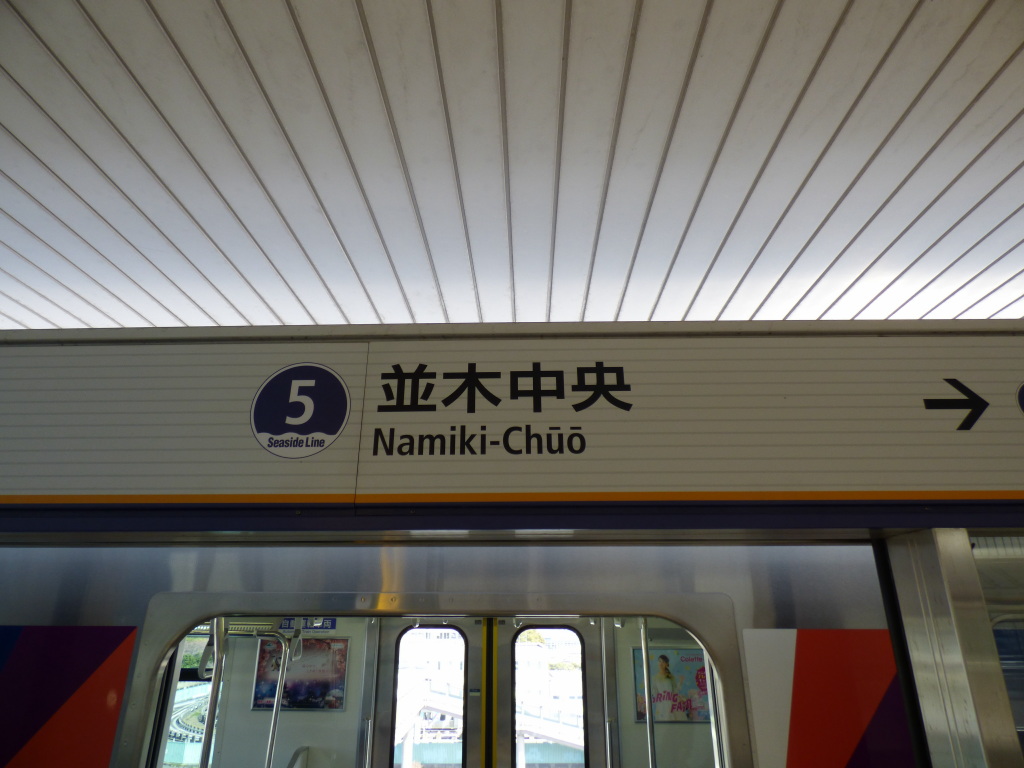 5
Seaside Line
並木中央
Namiki-Chūō